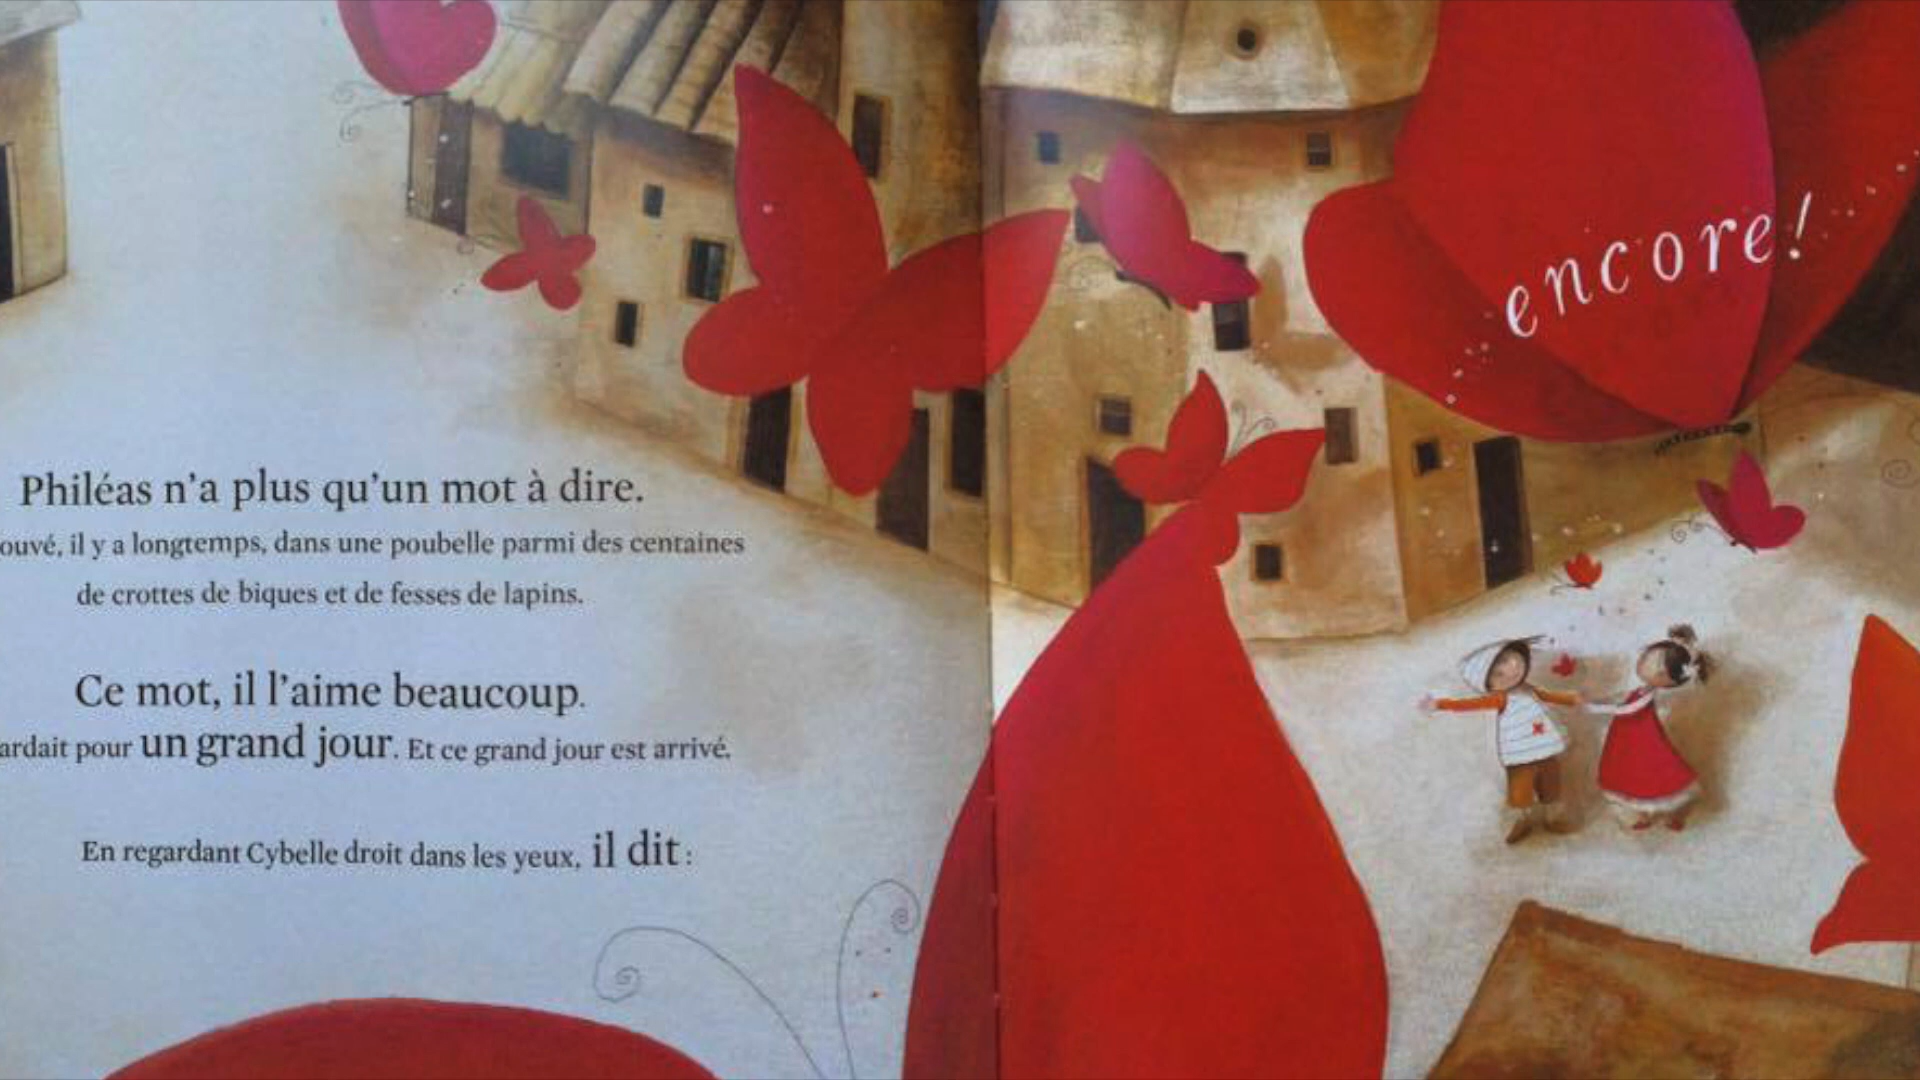 Philéas n'a plus qu'un mot à dire.
ouvé, il y a longtemps, dans une poubelle parmi des centaines
de crottes de biques et de fesses de lapins.
Ce mot, il l'aime beaucoup.
ardait pour un grand jour. Et ce grand jour est arrivé.
En regardant Cybelle droit dans les yeux, il dit :
encore!